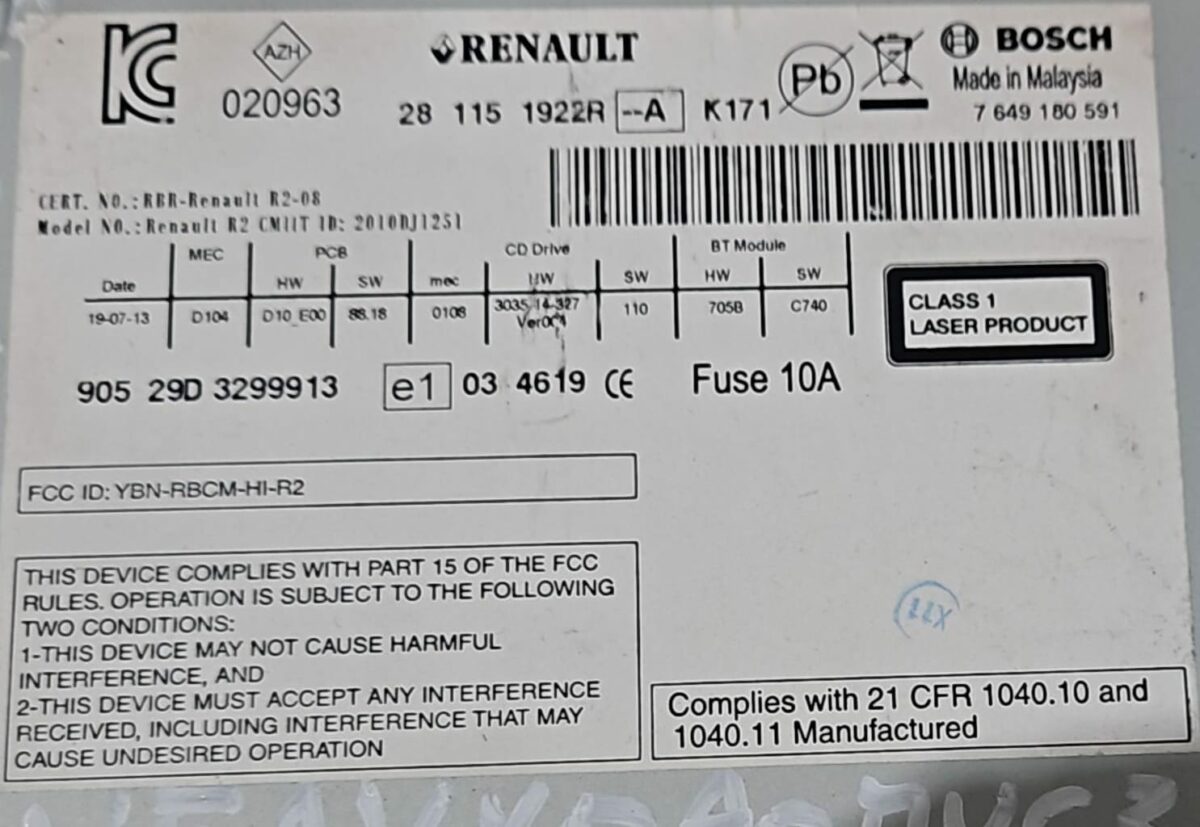 AZH
020963
RENAULT
28 115 1922R --A K171
Pb
BOSCH
Made in Malaysia
7 649 180 591
CERT. NO.:RBR-Renault R2-08
Model NO.:Renault R2 CMIIT ID: 2010DJ1251
MEC PCB CD Drive BT Module
Date HW SW mec HW SW HW SW
19-07-13 D104 D10_E00 88.18 0108 3035 14-327 110 705B C740
CLASS 1
LASER PRODUCT
905 29D 3299913 e1 03 4619 CE Fuse 10A
FCC ID: YBN-RBCM-HI-R2
THIS DEVICE COMPLIES WITH PART 15 OF THE FCC
RULES. OPERATION IS SUBJECT TO THE FOLLOWING
TWO CONDITIONS:
1-THIS DEVICE MAY NOT CAUSE HARMFUL
INTERFERENCE, AND
2-THIS DEVICE MUST ACCEPT ANY INTERFERENCE
RECEIVED, INCLUDING INTERFERENCE THAT MAY
CAUSE UNDESIRED OPERATION
Complies with 21 CFR 1040.10 and
1040.11 Manufactured